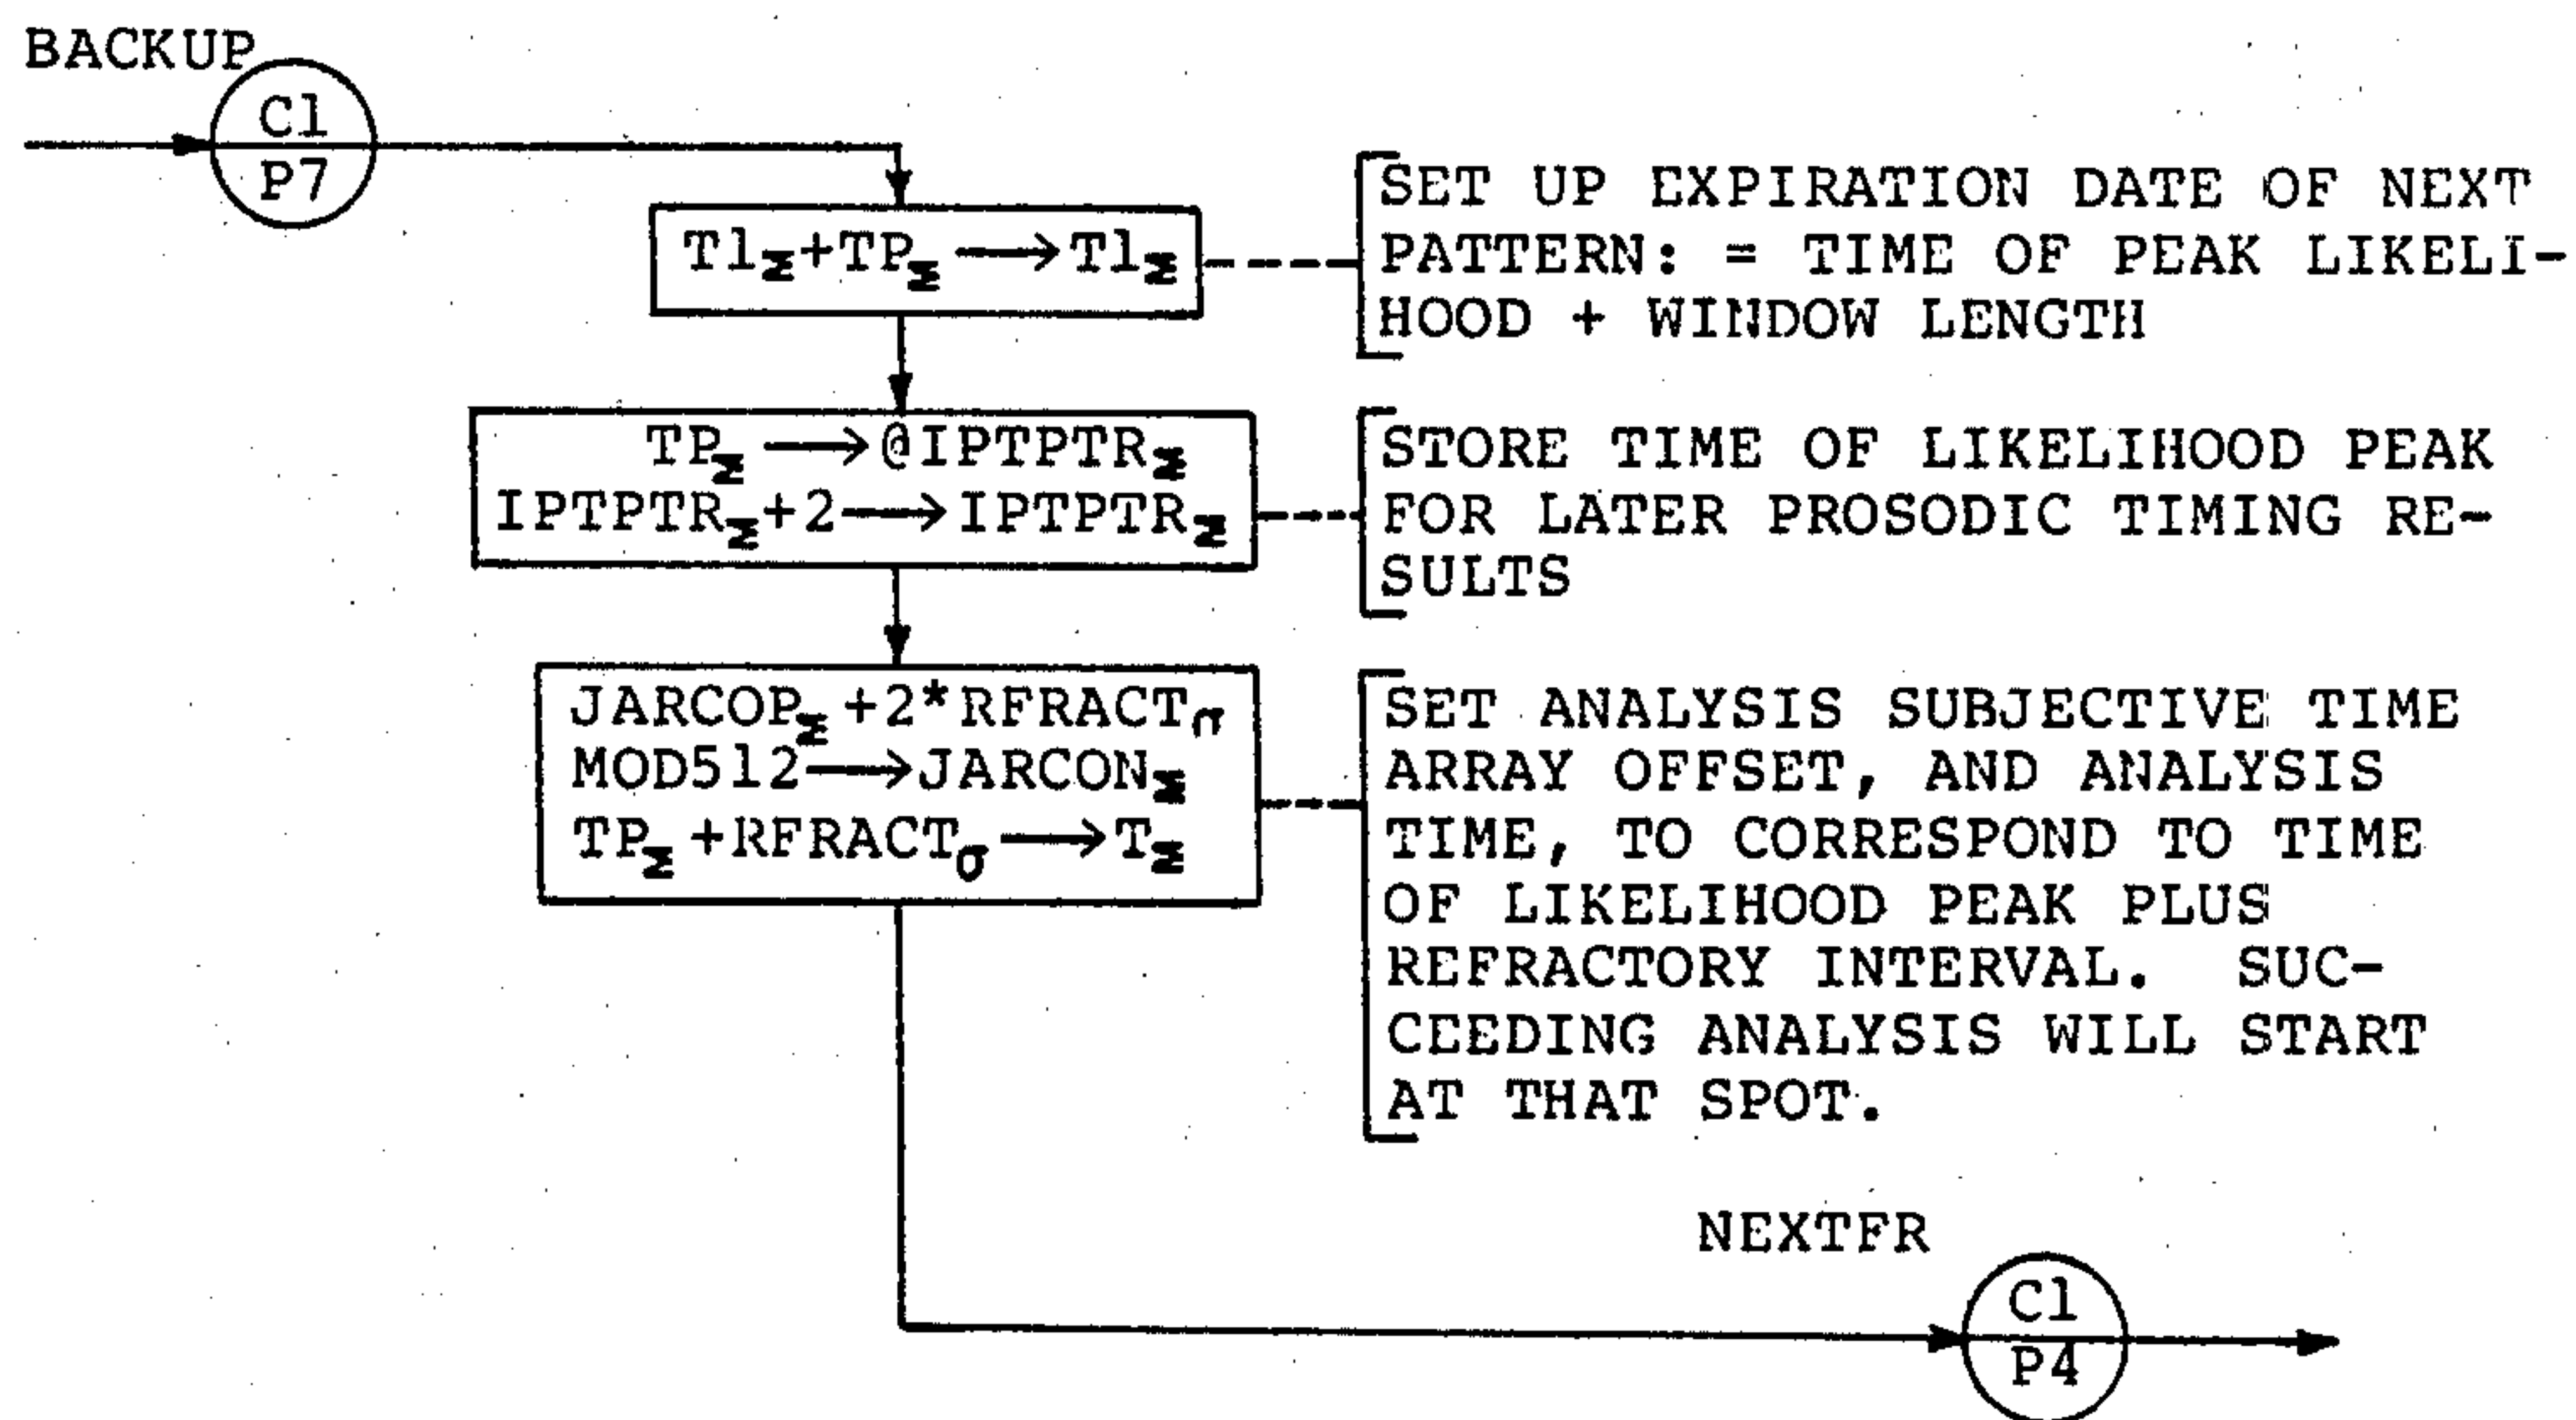 BACKUP
C1
P7
T1Σ+TPΣ→T1Σ
SET UP EXPIRATION DATE OF NEXT
PATTERN: = TIME OF PEAK LIKELI-
HOOD + WINDOW LENGTH
TPΣ→@IPTPTRΣ
IPTPTRΣ+2→IPTPTRΣ
STORE TIME OF LIKELIHOOD PEAK
FOR LATER PROSODIC TIMING RE-
SULTS
JARCOPΣ+2*RFRACTσ
MOD512→JARCONΣ
TPΣ+RFRACTσ→TΣ
SET ANALYSIS SUBJECTIVE TIME
ARRAY OFFSET, AND ANALYSIS
TIME, TO CORRESPOND TO TIME
OF LIKELIHOOD PEAK PLUS
REFRACTORY INTERVAL. SUC-
CEEDING ANALYSIS WILL START
AT THAT SPOT.
NEXTFR
C1
P4